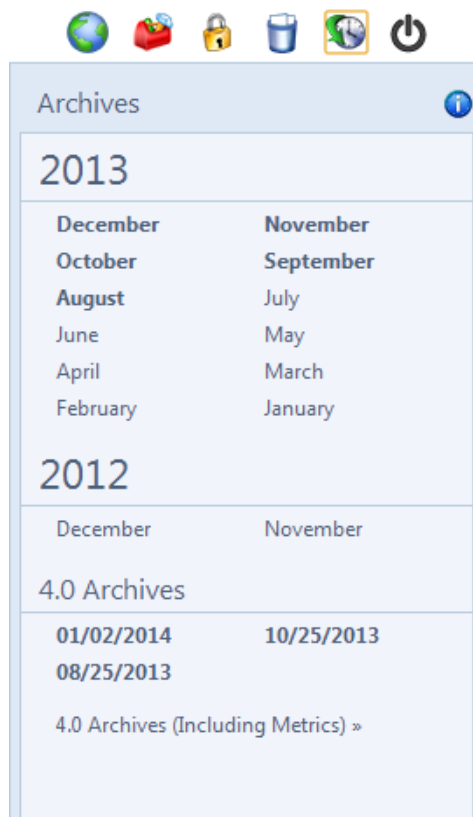 Archives
2013
December November
October September
August July
June May
April March
February January
2012
December November
4.0 Archives
01/02/2014 10/25/2013
08/25/2013
4.0 Archives (Including Metrics) »